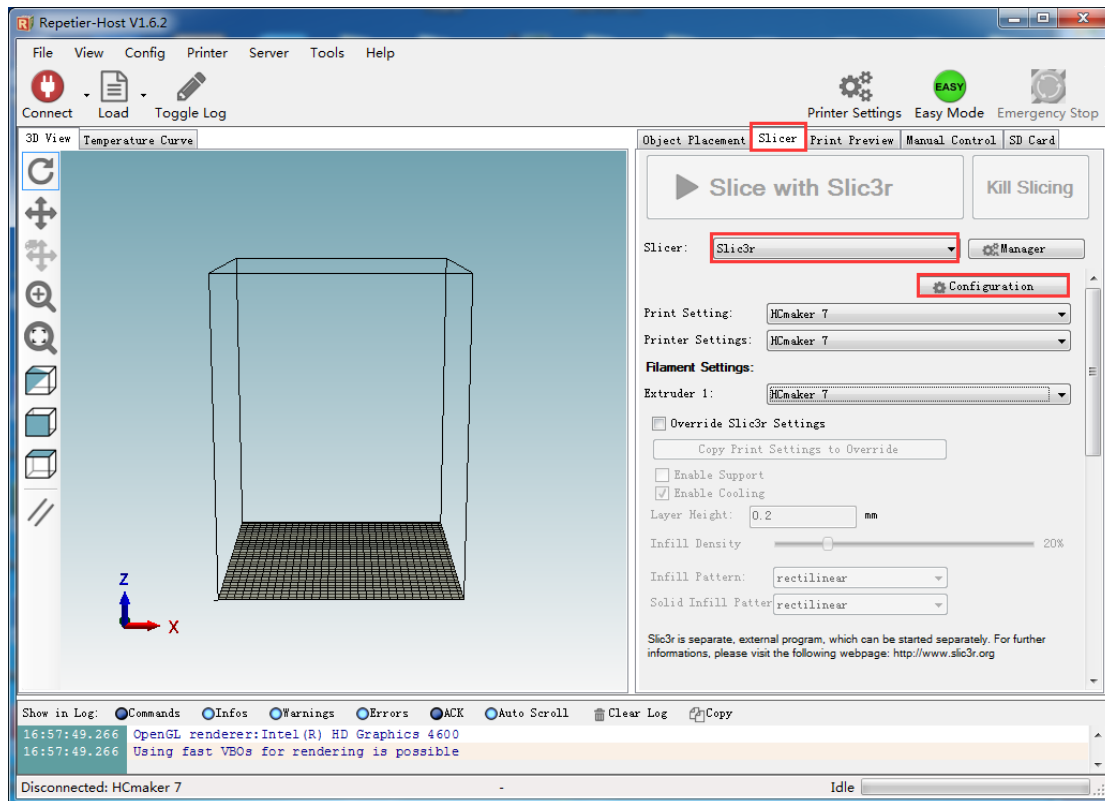 Repetier-Host V1.6.2
File View Config Printer Server Tools Help
Connect Load Toggle Log
EASY
Printer Settings Easy Mode Emergency Stop
3D View Temperature Curve
Object Placement Slicer Print Preview Manual Control SD Card
Slice with Slic3r Kill Slicing
Slicer: Slic3r Manager
Configuration
Print Setting: HCmaker 7
Printer Settings: HCmaker 7
Filament Settings:
Extruder 1: HCmaker 7
Override Slic3r Settings
Copy Print Settings to Override
Enable Support
Enable Cooling
Layer Height: 0.2 mm
Infill Density 20%
Infill Pattern: rectilinear
Solid Infill Patter rectilinear
Slic3r is separate, external program, which can be started separately. For further
informations, please visit the following webpage: http://www.slic3r.org
Z
X
Show in Log: Commands Infos Warnings Errors ACK Auto Scroll Clear Log Copy
16:57:49.266 OpenGL renderer:Intel(R) HD Graphics 4600
16:57:49.266 Using fast VBOs for rendering is possible
Disconnected: HCmaker 7 - Idle